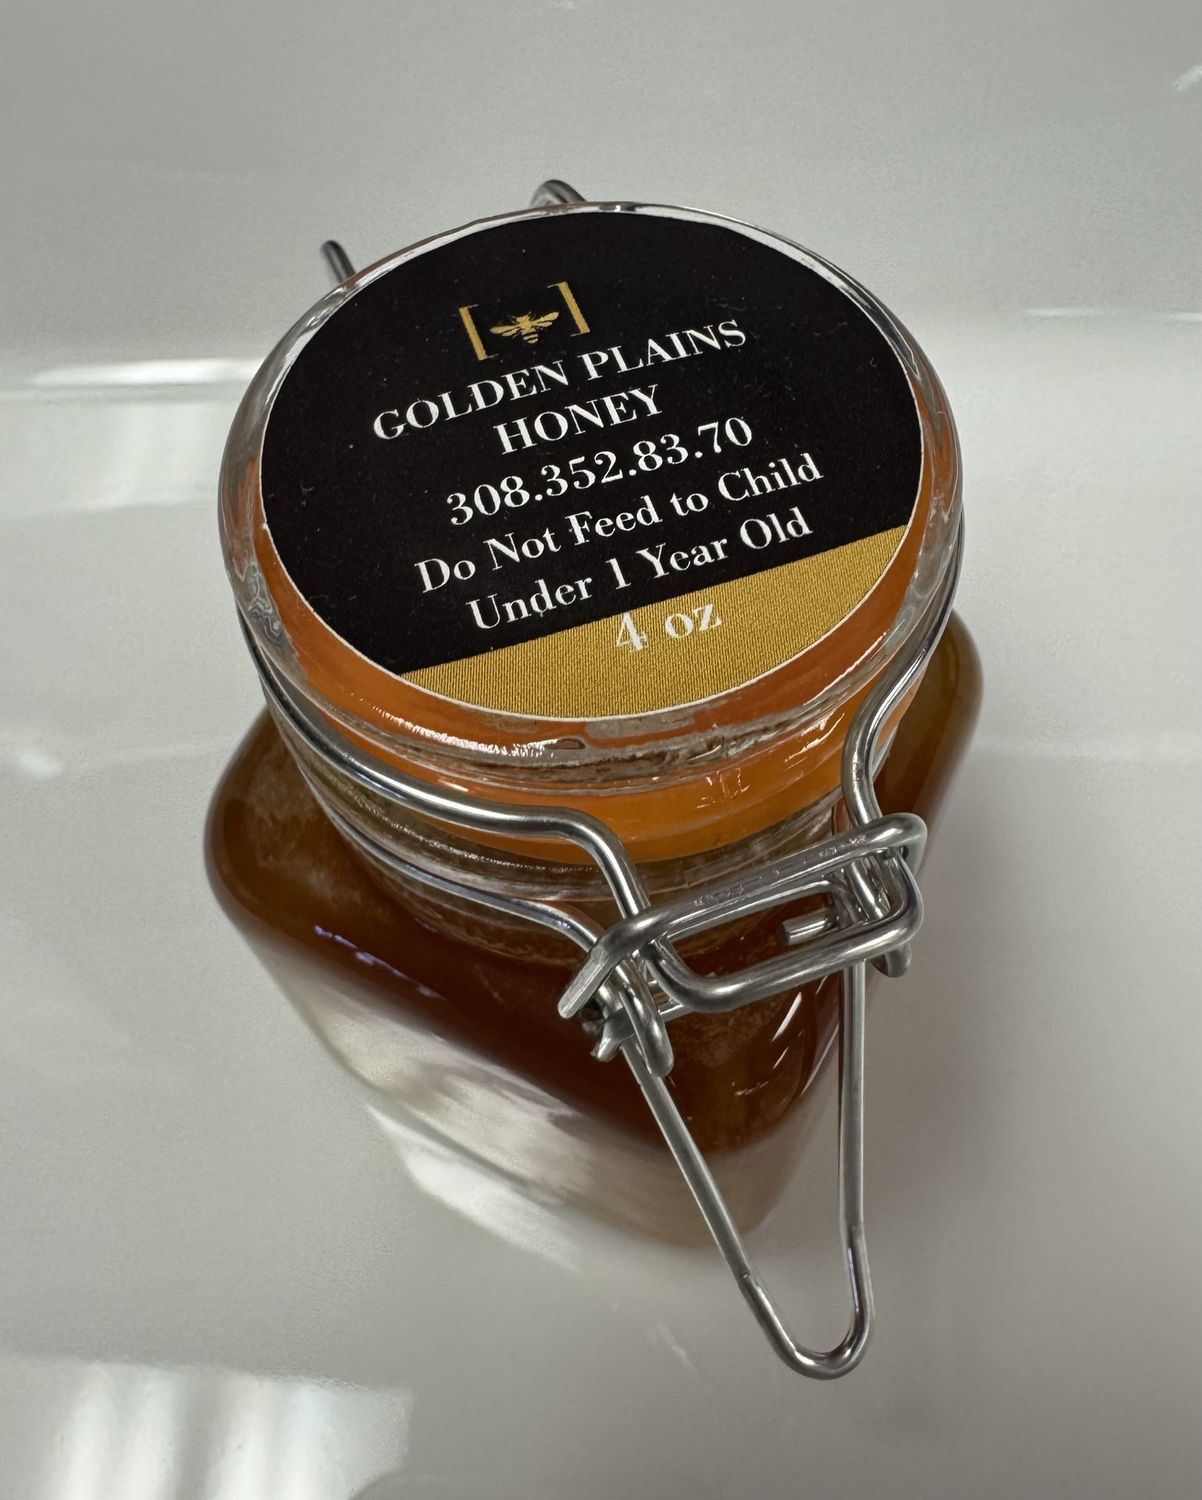 GOLDEN PLAINS
HONEY
308.352.83.70
Do Not Feed to Child
Under 1 Year Old
4 oz